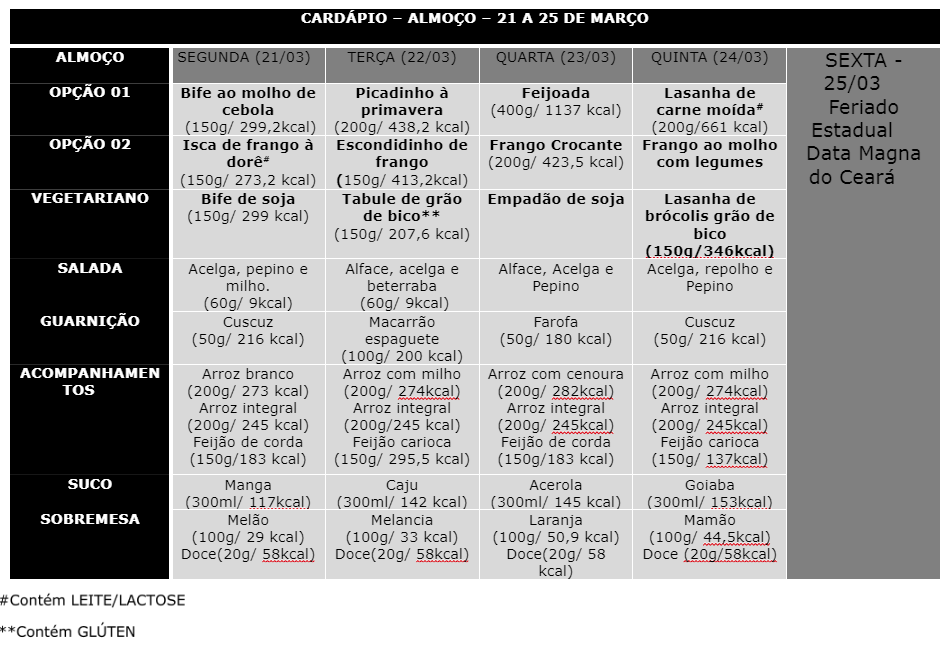 CARDÁPIO – ALMOÇO – 21 A 25 DE MARÇO
ALMOÇO
SEGUNDA (21/03)
TERÇA (22/03)
QUARTA (23/03)
QUINTA (24/03)
SEXTA -
25/03
Feriado
Estadual
Data Magna
do Ceará
OPÇÃO 01
Bife ao molho de
cebola
(150g/ 299,2kcal)
Picadinho à
primavera
(200g/ 438,2 kcal)
Feijoada
(400g/ 1137 kcal)
Lasanha de
carne moída#
(200g/661 kcal)
OPÇÃO 02
Isca de frango à
dorê#
(150g/ 273,2 kcal)
Escondidinho de
frango
(150g/ 413,2kcal)
Frango Crocante
(200g/ 423,5 kcal)
Frango ao molho
com legumes
VEGETARIANO
Bife de soja
(150g/ 299 kcal)
Tabule de grão
de bico**
(150g/ 207,6 kcal)
Empadão de soja
Lasanha de
brócolis grão de
bico
(150g/346kcal)
SALADA
Acelga, pepino e
milho.
(60g/ 9kcal)
Alface, acelga e
beterraba
(60g/ 9kcal)
Alface, Acelga e
Pepino
Acelga, repolho e
Pepino
GUARNIÇÃO
Cuscuz
(50g/ 216 kcal)
Macarrão
espaguete
(100g/ 200 kcal)
Farofa
(50g/ 180 kcal)
Cuscuz
(50g/ 216 kcal)
ACOMPANHAMEN
TOS
Arroz branco
(200g/ 273 kcal)
Arroz integral
(200g/ 245 kcal)
Feijão de corda
(150g/183 kcal)
Arroz com milho
(200g/ 274kcal)
Arroz integral
(200g/245 kcal)
Feijão carioca
(150g/ 295,5 kcal)
Arroz com cenoura
(200g/ 282kcal)
Arroz integral
(200g/ 245kcal)
Feijão de corda
(150g/183 kcal)
Arroz com milho
(200g/ 274kcal)
Arroz integral
(200g/ 245kcal)
Feijão carioca
(150g/ 137kcal)
SUCO
Manga
(300ml/ 117kcal)
Caju
(300ml/ 142 kcal)
Acerola
(300ml/ 145 kcal)
Goiaba
(300ml/ 153kcal)
SOBREMESA
Melão
(100g/ 29 kcal)
Doce(20g/ 58kcal)
Melancia
(100g/ 33 kcal)
Doce(20g/ 58kcal)
Laranja
(100g/ 50,9 kcal)
Doce(20g/ 58
kcal)
Mamão
(100g/ 44,5kcal)
Doce (20g/58kcal)
#Contém LEITE/LACTOSE
**Contém GLÚTEN